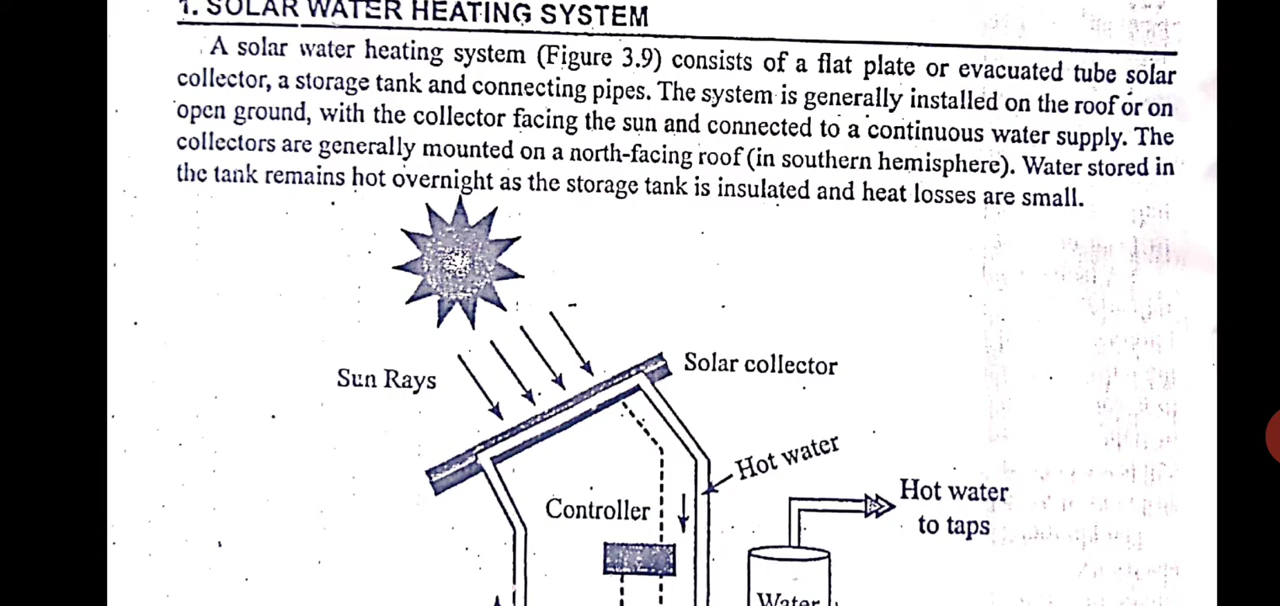 1. SOLAR WATER HEATING SYSTEM
A solar water heating system (Figure 3.9) consists of a flat plate or evacuated tube solar
collector, a storage tank and connecting pipes. The system is generally installed on the roof or on
open ground, with the collector facing the sun and connected to a continuous water supply. The
collectors are generally mounted on a north-facing roof (in southern hemisphere). Water stored in
the tank remains hot overnight as the storage tank is insulated and heat losses are small.
Solar collector
Sun Rays
Hot water
Hot water
to taps
Controller
Water